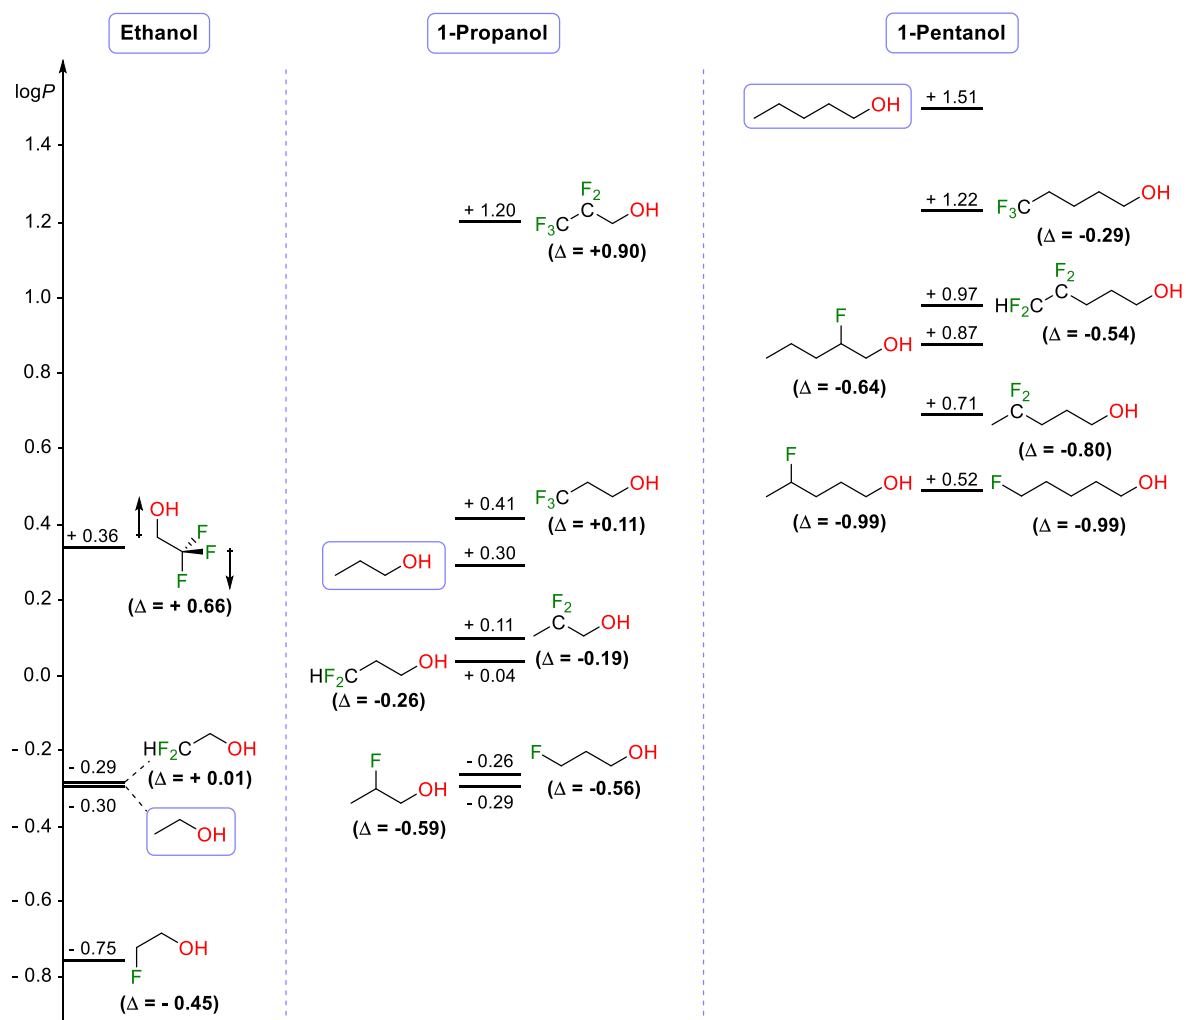 Ethanol
1-Propanol
1-Pentanol
logP
1.4
1.2
1.0
0.8
0.6
0.4
0.2
0.0
- 0.2
- 0.4
- 0.6
- 0.8
+ 0.36
OH
F
F
F
(Δ = + 0.66)
HF2C
OH
(Δ = + 0.01)
- 0.29
- 0.30
OH
- 0.75
OH
F
(Δ = - 0.45)
+ 1.20
F2
F3C
C
OH
(Δ = +0.90)
+ 0.41
F3C
OH
(Δ = +0.11)
+ 0.30
OH
+ 0.11
F2
C
OH
(Δ = -0.19)
HF2C
OH
+ 0.04
(Δ = -0.26)
- 0.26
F
OH
(Δ = -0.56)
F
OH
- 0.29
(Δ = -0.59)
OH
+ 1.51
+ 1.22
F3C
OH
(Δ = -0.29)
+ 0.97
F2
HF2C
C
OH
(Δ = -0.54)
F
OH
+ 0.87
(Δ = -0.64)
+ 0.71
F2
C
OH
(Δ = -0.80)
F
OH
(Δ = -0.99)
+ 0.52
F
OH
(Δ = -0.99)